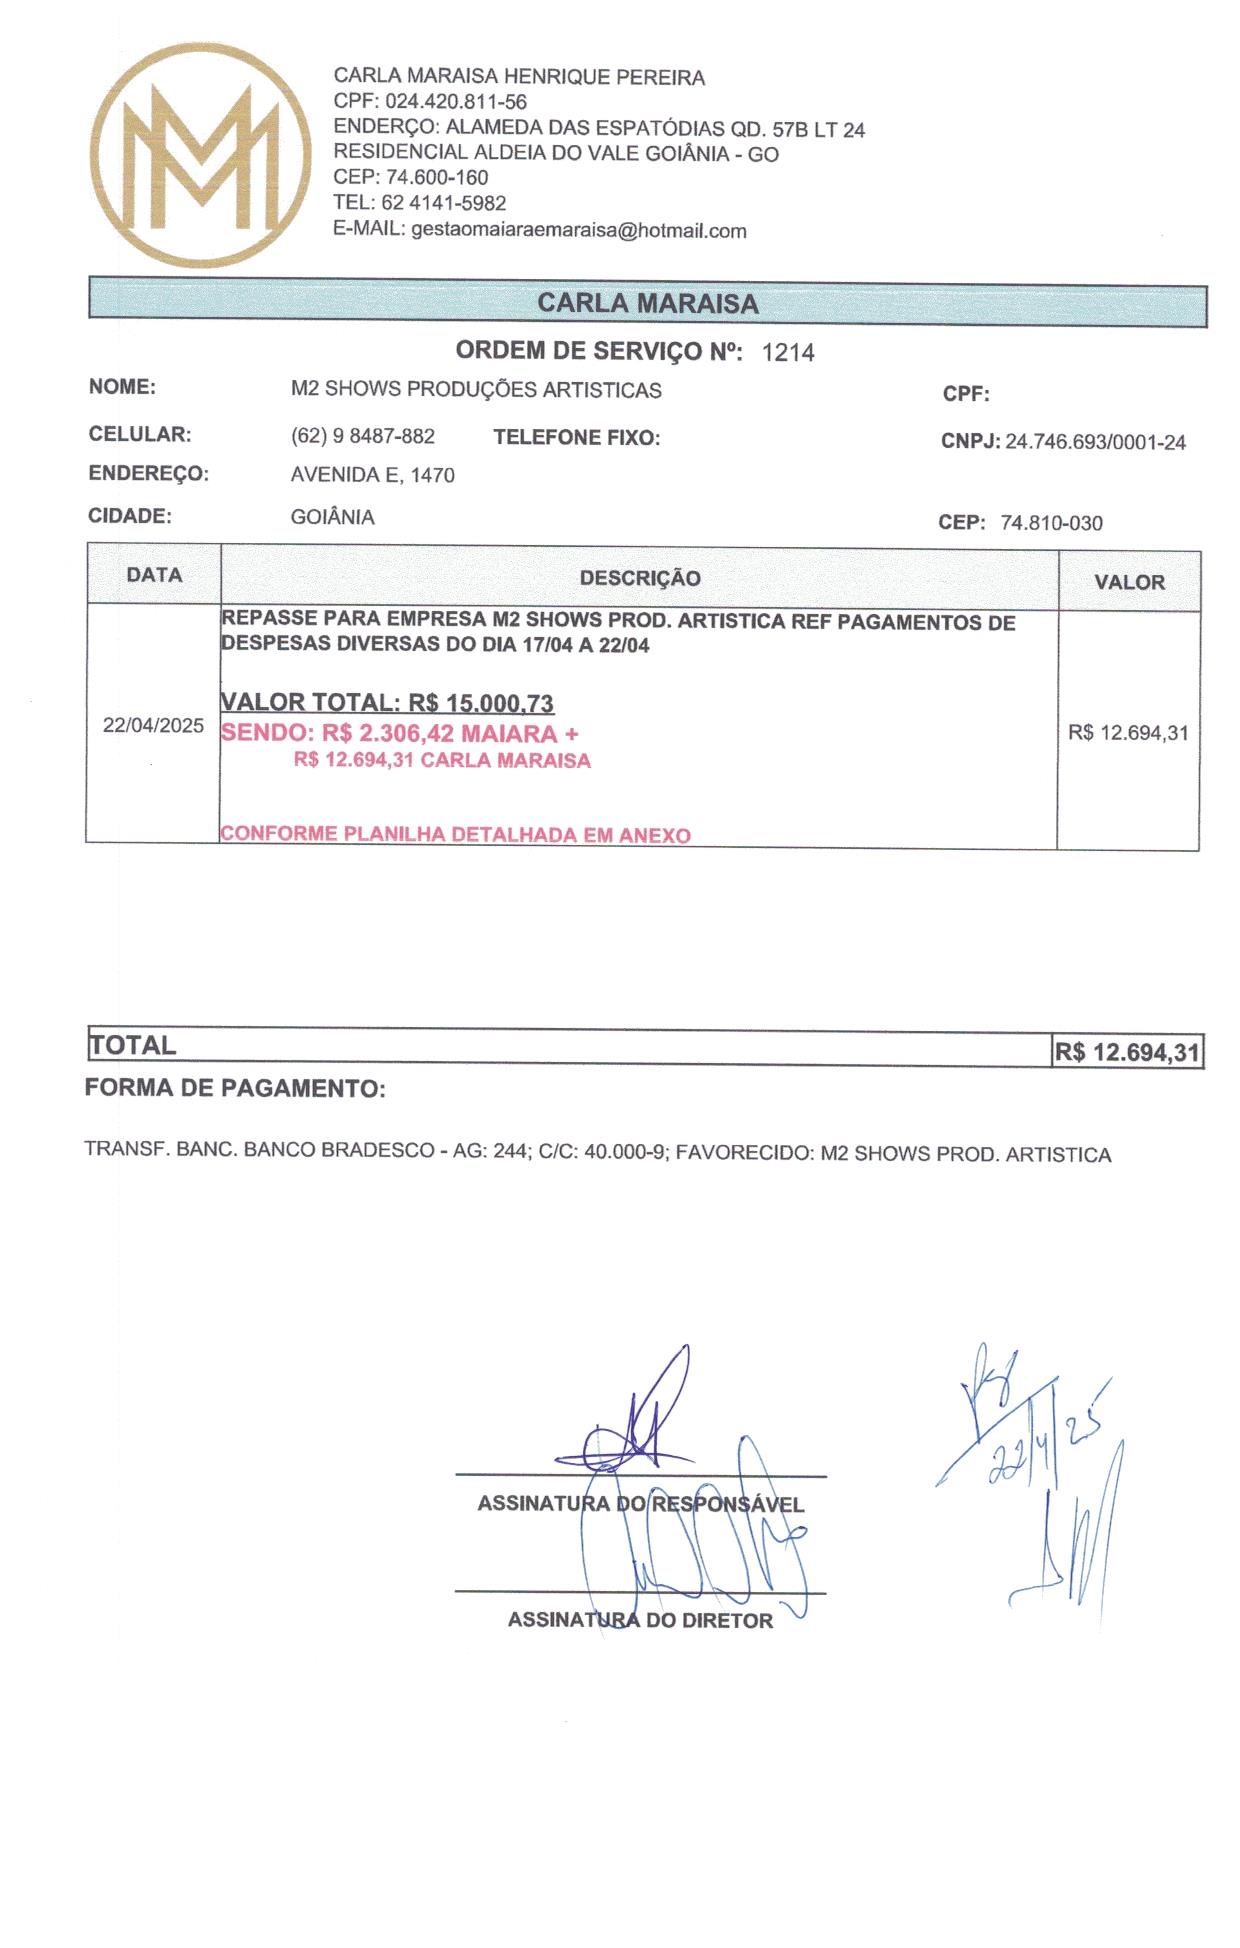 CARLA MARAISA HENRIQUE PEREIRA
CPF: 024.420.811-56
ENDERÇO: ALAMEDA DAS ESPATÓDIAS QD. 57B LT 24
RESIDENCIAL ALDEIA DO VALE GOIÂNIA - GO
CEP: 74.600-160
TEL: 62 4141-5982
E-MAIL: gestaomaiaraemaraisa@hotmail.com
CARLA MARAISA
ORDEM DE SERVIÇO Nº: 1214
NOME: M2 SHOWS PRODUÇÕES ARTISTICAS CPF:
CELULAR: (62) 9 8487-882 TELEFONE FIXO: CNPJ: 24.746.693/0001-24
ENDEREÇO: AVENIDA E, 1470
CIDADE: GOIÂNIA CEP: 74.810-030
DATA DESCRIÇÃO VALOR
REPASSE PARA EMPRESA M2 SHOWS PROD. ARTISTICA REF PAGAMENTOS DE
DESPESAS DIVERSAS DO DIA 17/04 A 22/04
VALOR TOTAL: R$ 15.000,73
22/04/2025 SENDO: R$ 2.306,42 MAIARA + R$ 12.694,31
R$ 12.694,31 CARLA MARAISA
CONFORME PLANILHA DETALHADA EM ANEXO
TOTAL R$ 12.694,31
FORMA DE PAGAMENTO:
TRANSF. BANC. BANCO BRADESCO - AG: 244; C/C: 40.000-9; FAVORECIDO: M2 SHOWS PROD. ARTISTICA
22/4/25
ASSINATURA DO RESPONSÁVEL
ASSINATURA DO DIRETOR